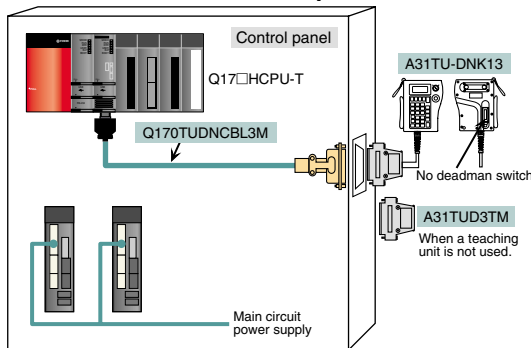 Control panel
Q17□HCPU-T
A31TU-DNK13
Q170TUDNCBL3M
No deadman switch
A31TUD3TM
When a teaching
unit is not used.
Main circuit
power supply